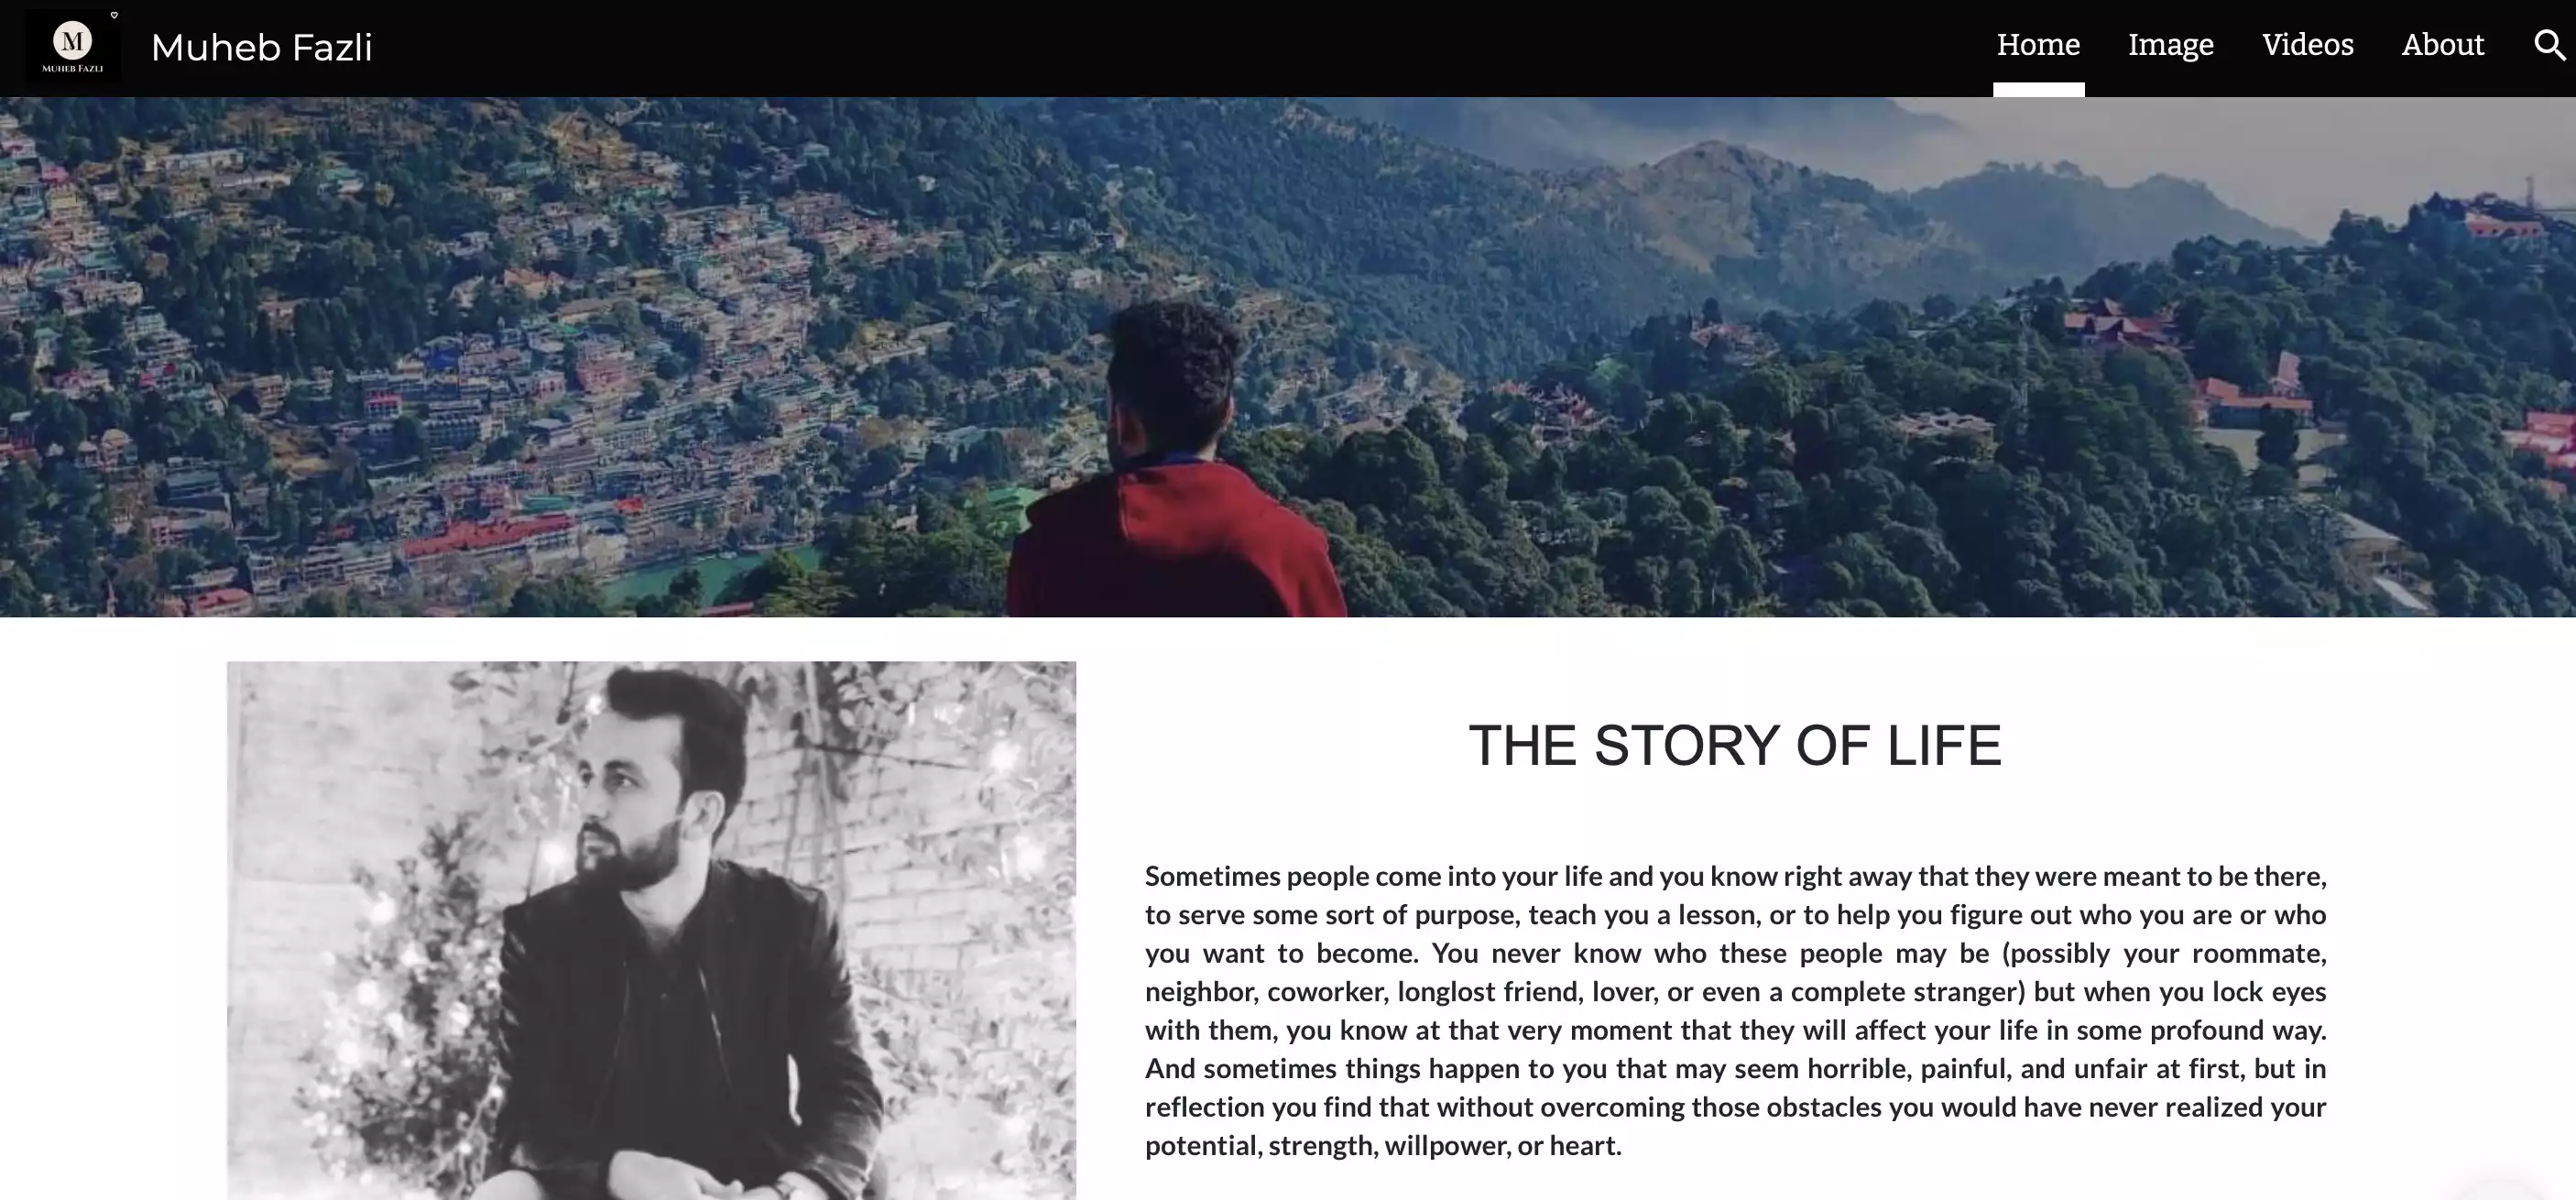 M
MUHEB FAZLI
Muheb Fazli
Home
Image
Videos
About
THE STORY OF LIFE
Sometimes people come into your life and you know right away that they were meant to be there,
to serve some sort of purpose, teach you a lesson, or to help you figure out who you are or who
you want to become. You never know who these people may be (possibly your roommate,
neighbor, coworker, longlost friend, lover, or even a complete stranger) but when you lock eyes
with them, you know at that very moment that they will affect your life in some profound way.
And sometimes things happen to you that may seem horrible, painful, and unfair at first, but in
reflection you find that without overcoming those obstacles you would have never realized your
potential, strength, willpower, or heart.